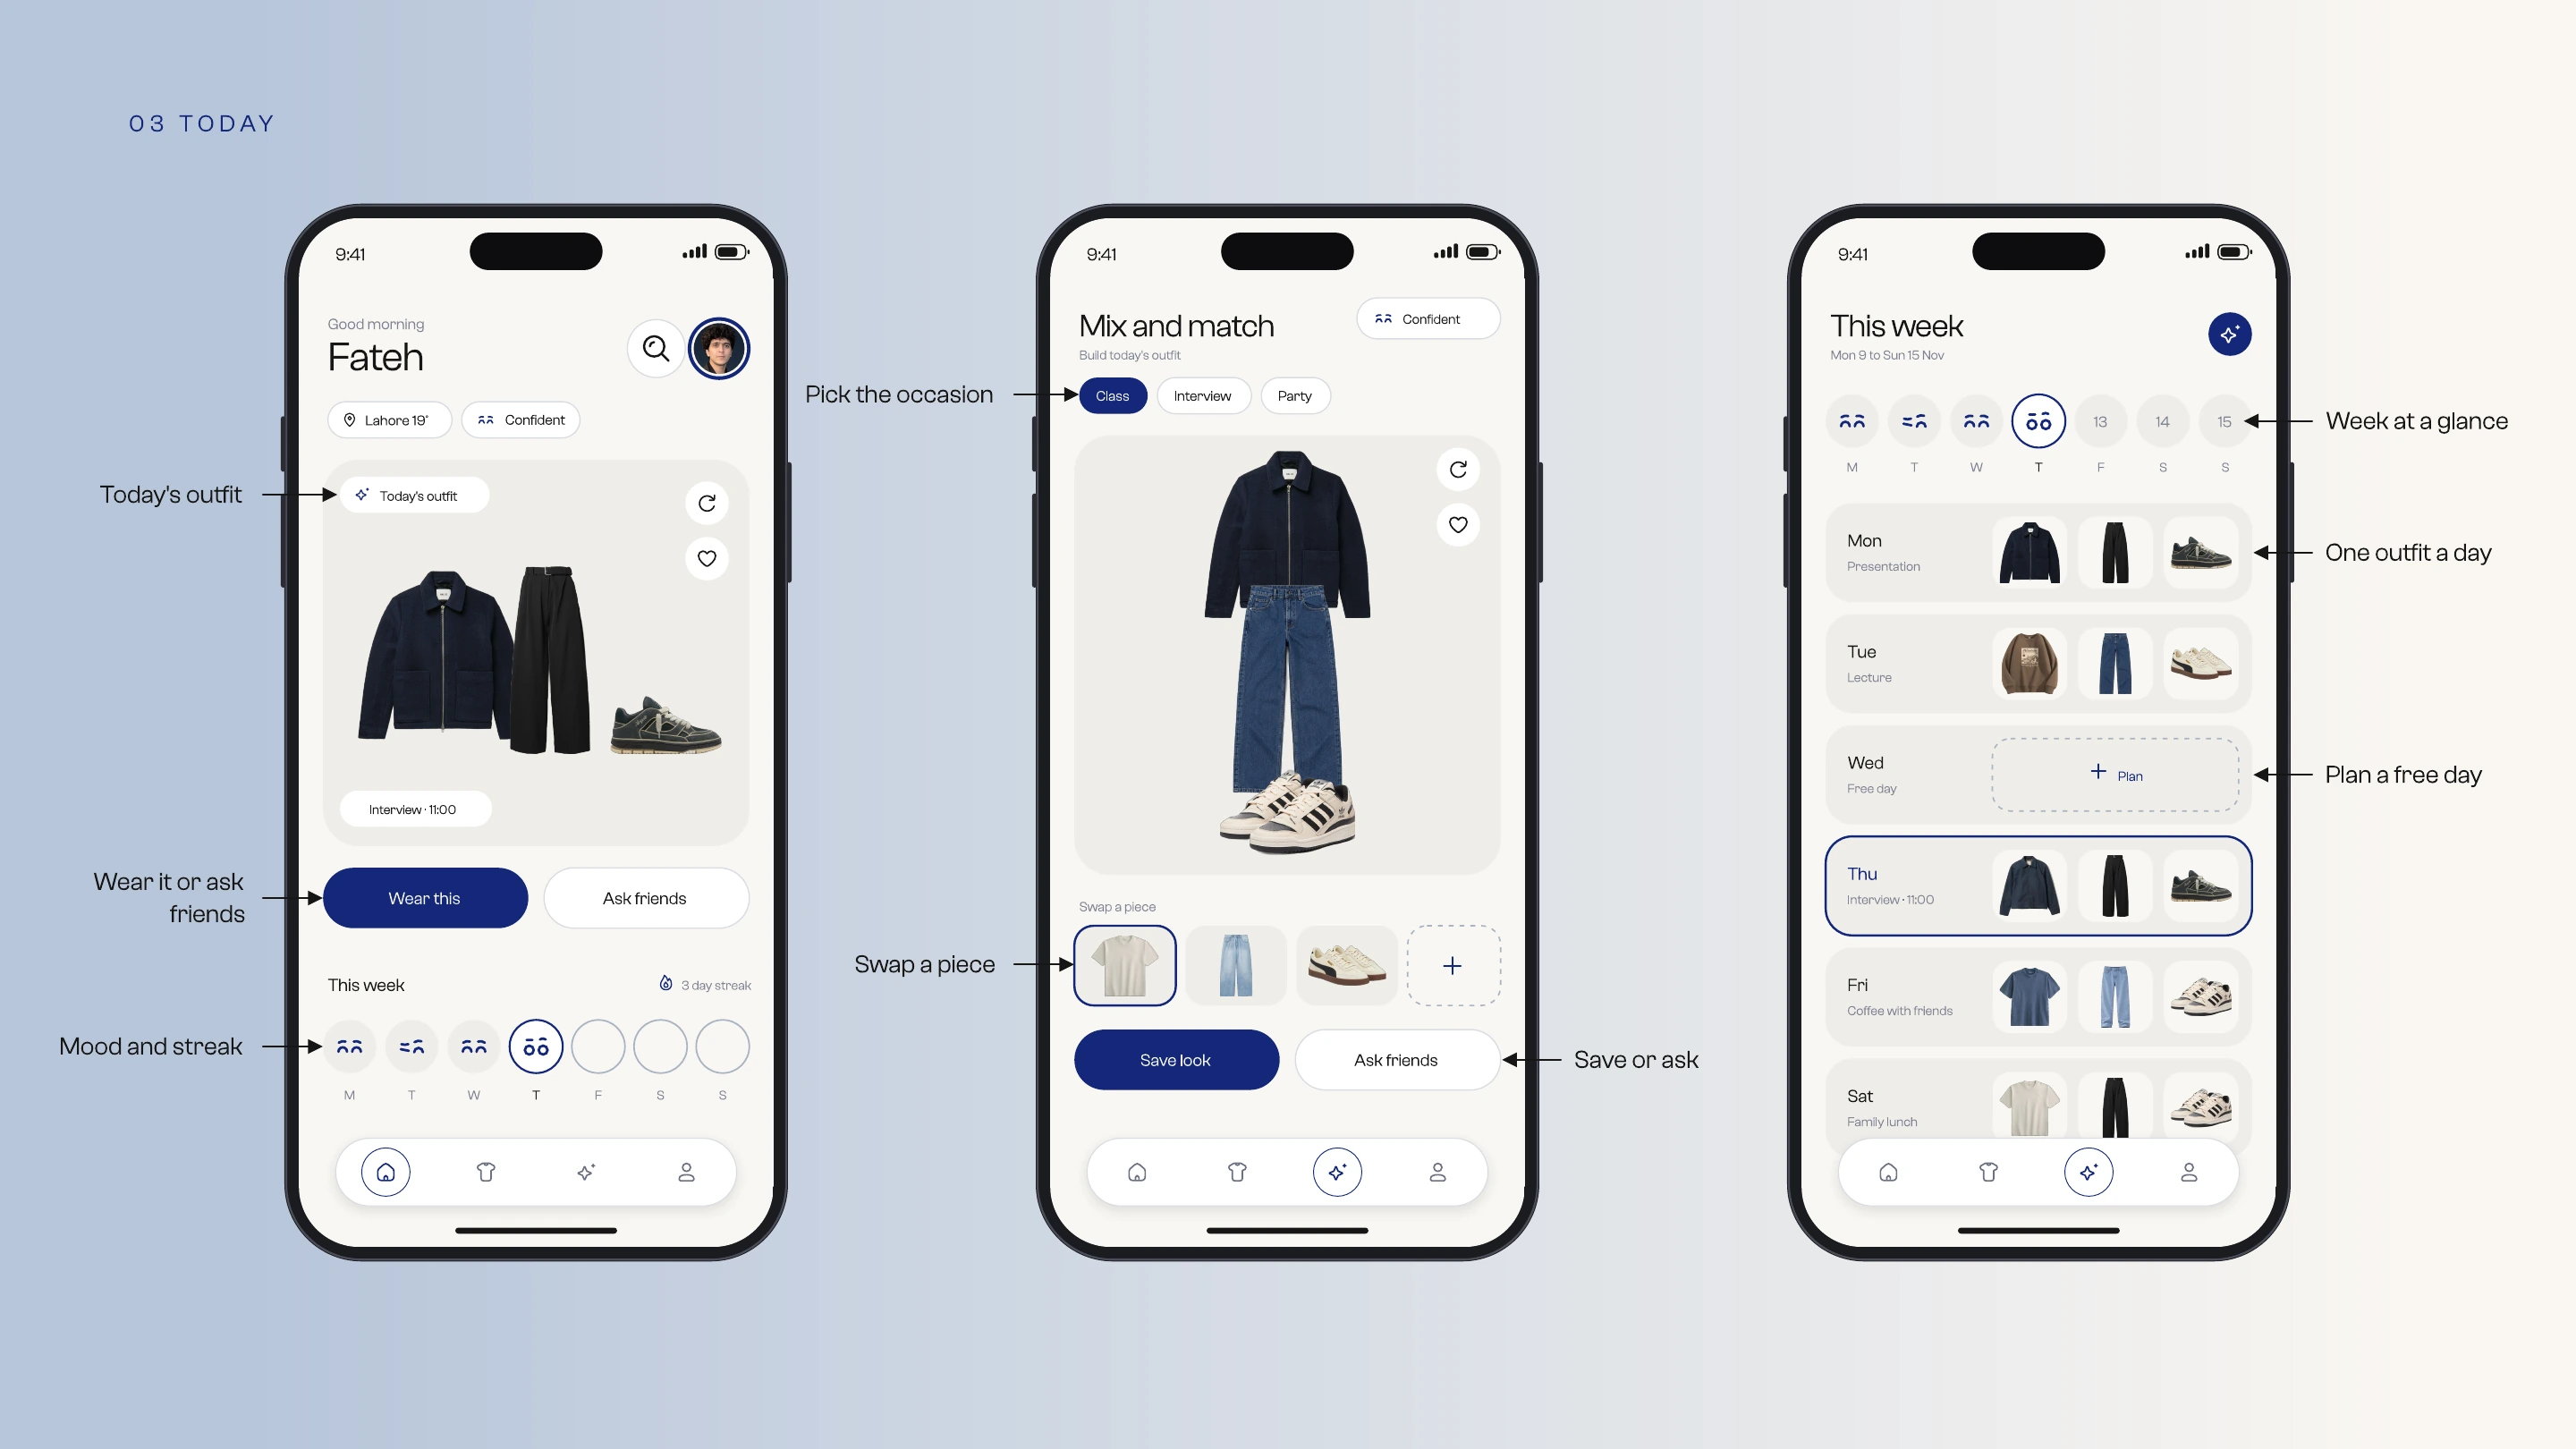 03 TODAY
Today's outfit
Wear it or ask
friends
Mood and streak
9:41
Good morning
Fateh
Lahore 19°
Confident
Today's outfit
Interview · 11:00
Wear this
Ask friends
This week
3 day streak
M T W T F S S
Pick the occasion
Swap a piece
9:41
Mix and match
Confident
Build today's outfit
Class
Interview
Party
Swap a piece
Save look
Ask friends
Save or ask
9:41
This week
Mon 9 to Sun 15 Nov
13 14 15
M T W T F S S
Mon
Presentation
Tue
Lecture
Wed
Free day
Plan
Thu
Interview · 11:00
Fri
Coffee with friends
Sat
Family lunch
Week at a glance
One outfit a day
Plan a free day